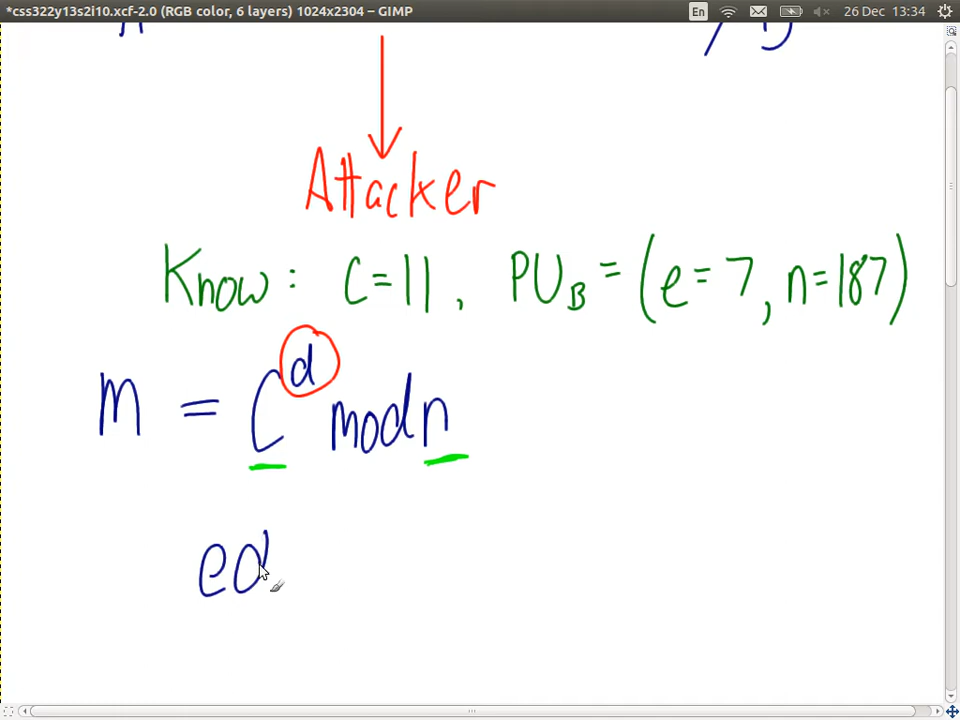 *css322y13s2i10.xcf-2.0 (RGB color, 6 layers) 1024x2304 – GIMP En 26 Dec 13:34
Attacker
Know: C=11, PUB = (e=7, n=187)
M = C^d mod n
ed